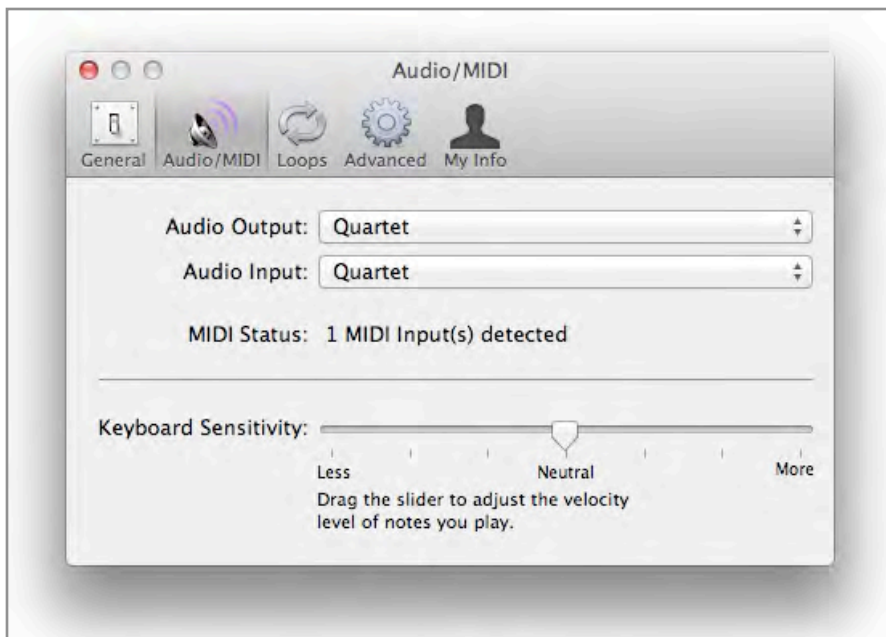 Audio/MIDI
General Audio/MIDI Loops Advanced My Info
Audio Output: Quartet
Audio Input: Quartet
MIDI Status: 1 MIDI Input(s) detected
Keyboard Sensitivity:
Less Neutral More
Drag the slider to adjust the velocity
level of notes you play.